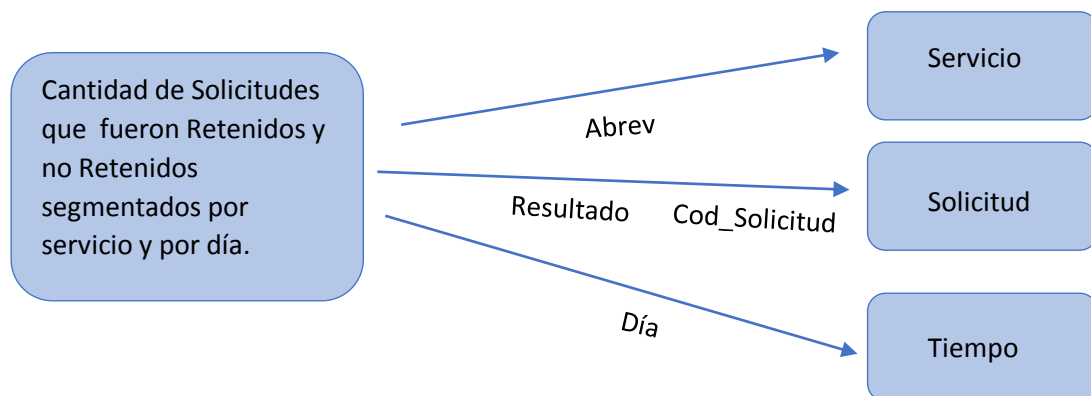 Cantidad de Solicitudes
que fueron Retenidos y
no Retenidos
segmentados por
servicio y por día.
Abrev
Resultado Cod_Solicitud
Día
Servicio
Solicitud
Tiempo